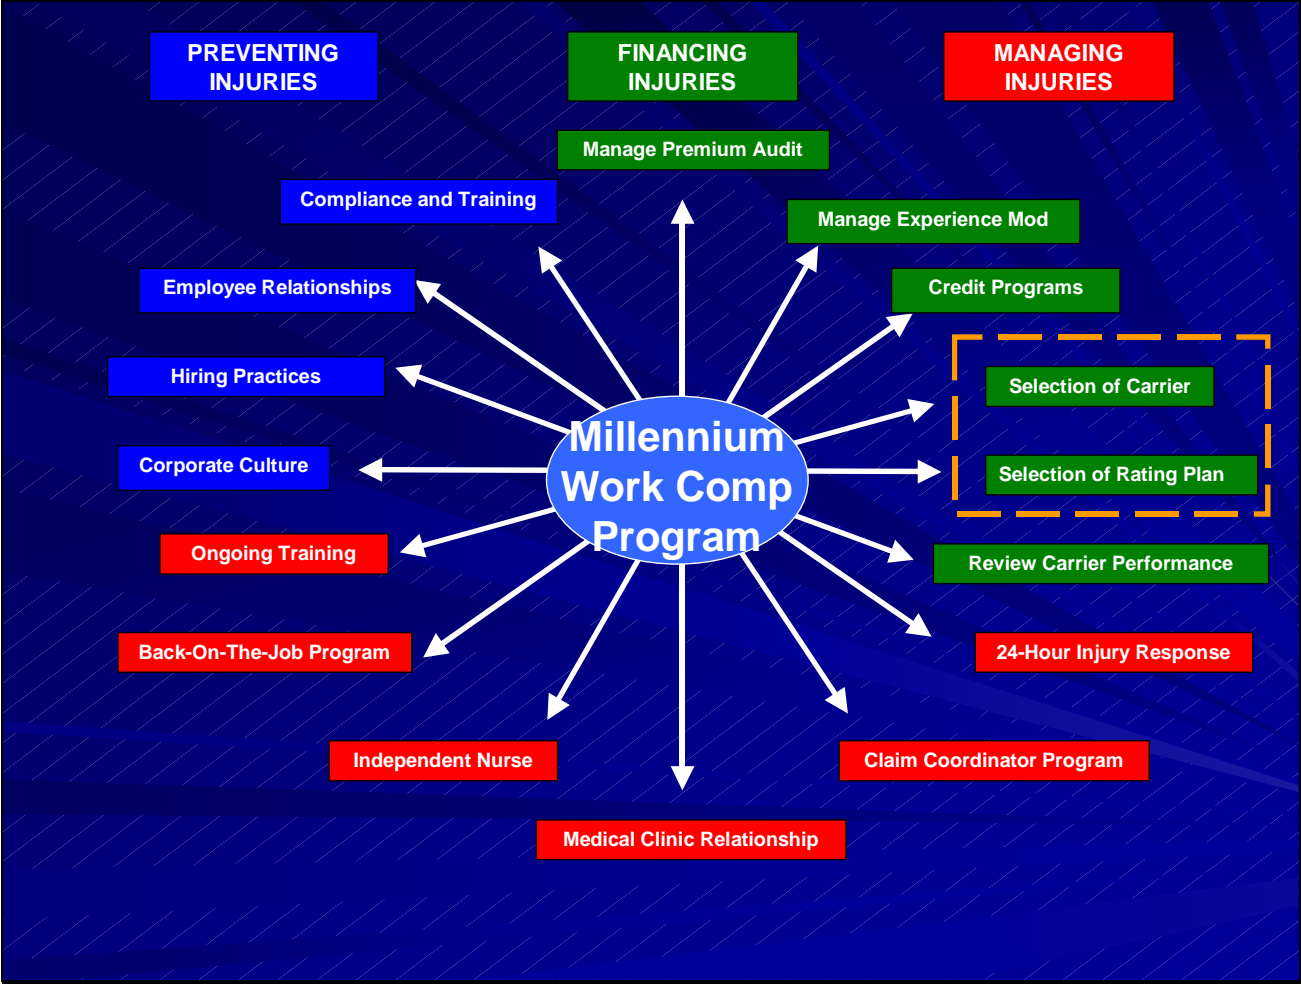 PREVENTING
INJURIES
FINANCING
INJURIES
MANAGING
INJURIES
Manage Premium Audit
Compliance and Training
Manage Experience Mod
Employee Relationships
Credit Programs
Hiring Practices
Selection of Carrier
Millennium
Work Comp
Program
Corporate Culture
Selection of Rating Plan
Ongoing Training
Review Carrier Performance
Back-On-The-Job Program
24-Hour Injury Response
Independent Nurse
Claim Coordinator Program
Medical Clinic Relationship